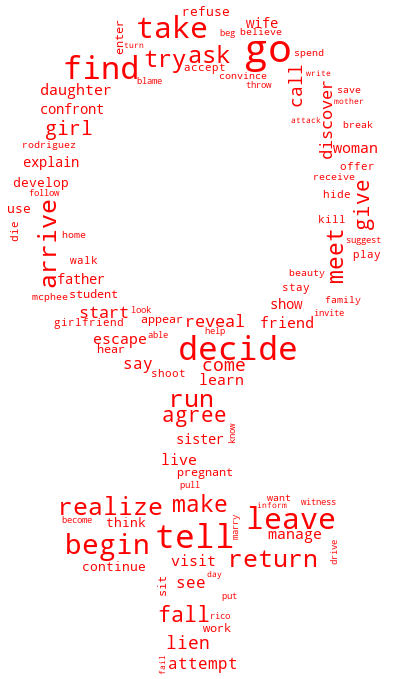 refuse
take
wife
go
enter
turn
beg
believe
try
ask
spend
find
accept
convince
write
blame
throw
call
daughter
save
mother
discover
confront
girl
attack
break
rodriguez
woman
explain
offer
develop
receive
follow
hide
give
use
kill
die
home
suggest
arrive
meet
walk
play
father
beauty
stay
mcphee
student
family
show
start
look
invite
girlfriend
appear
reveal
friend
escape
able
help
hear
decide
say
come
shoot
learn
run
agree
sister
know
live
pregnant
pull
realize
make
want
witness
inform
become
think
leave
tell
marry
manage
begin
drive
visit
return
continue
day
sit
see
put
fall
rico
work
lien
fail
attempt